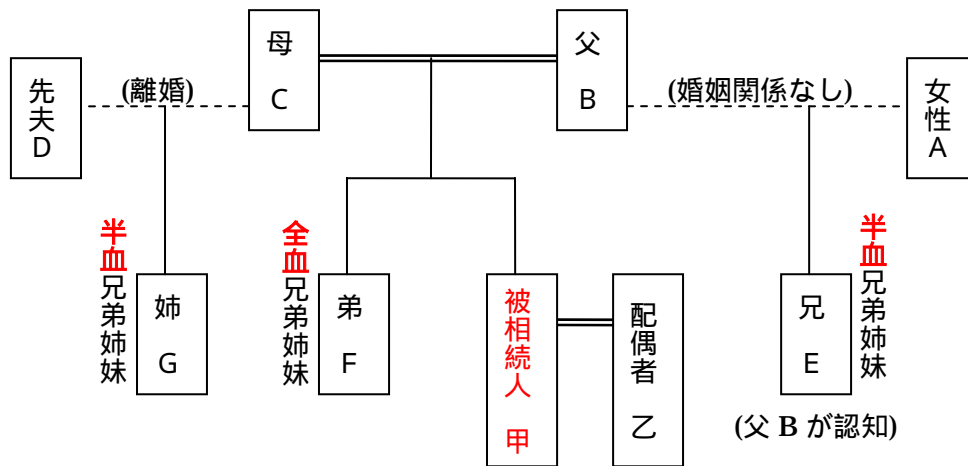 母
C
父
B
先夫D
(離婚)
(婚姻関係なし)
女性A
半血兄弟姉妹
姉
G
全血兄弟姉妹
弟
F
被相続人 甲
配偶者 乙
兄
E
半血兄弟姉妹
(父 B が認知)